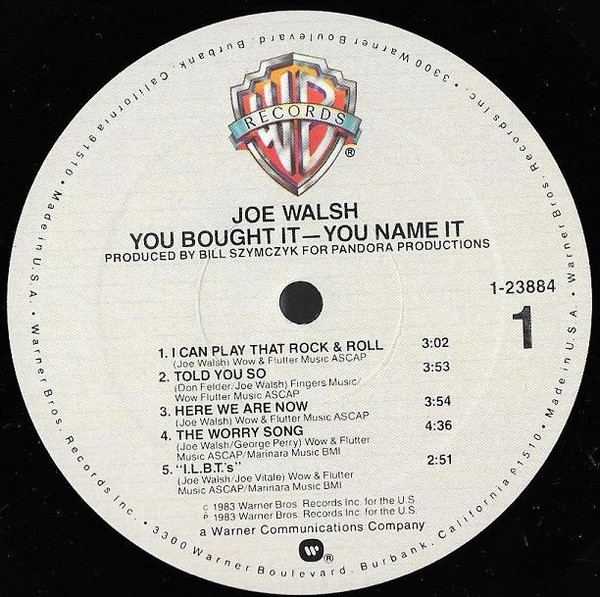 3300 Warner Boulevard. Burbank. California 91510 • Made in U.S.A. • Warner Bros. Records Inc. • 3300 Warner Boulevard. Burbank. California 91510 • Made in U.S.A. • Warner Bros. Records Inc. •
WB
RECORDS
®
JOE WALSH
YOU BOUGHT IT—YOU NAME IT
PRODUCED BY BILL SZYMCZYK FOR PANDORA PRODUCTIONS
1-23884
1
1. I CAN PLAY THAT ROCK & ROLL 3:02
(Joe Walsh) Wow & Flutter Music ASCAP
2. TOLD YOU SO 3:53
(Don Felder/Joe Walsh) Fingers Music/
Wow Flutter Music ASCAP
3. HERE WE ARE NOW 3:54
(Joe Walsh) Wow & Flutter Music ASCAP
4. THE WORRY SONG 4:36
(Joe Walsh/George Perry) Wow & Flutter
Music ASCAP/Marinara Music BMI
5. "I.L.B.T.'s" 2:51
(Joe Walsh/Joe Vitale) Wow & Flutter
Music ASCAP/Marinara Music BMI
C 1983 Warner Bros. Records Inc. for the U.S.
P 1983 Warner Bros. Records Inc. for the U.S.
a Warner Communications Company
®